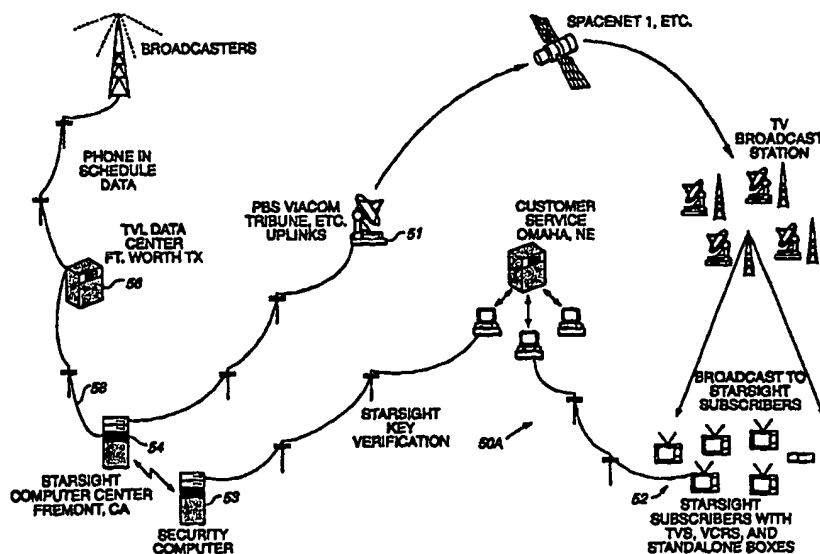 BROADCASTERS
SPACENET 1, ETC.
PHONE IN
SCHEDULE
DATA
TV
BROADCAST
STATION
PBS VIACOM
TRIBUNE, ETC.
UPLINKS
51
CUSTOMER
SERVICE
OMAHA, NE
TVL DATA
CENTER
FT. WORTH TX
56
58
54
STARSIGHT
COMPUTER CENTER
FREMONT, CA
53
SECURITY
COMPUTER
STARSIGHT
KEY
VERIFICATION
50A
BROADCAST TO
STARSIGHT
SUBSCRIBERS
52
STARSIGHT
SUBSCRIBERS WITH
TVS, VCRS, AND
STANDALONE BOXES